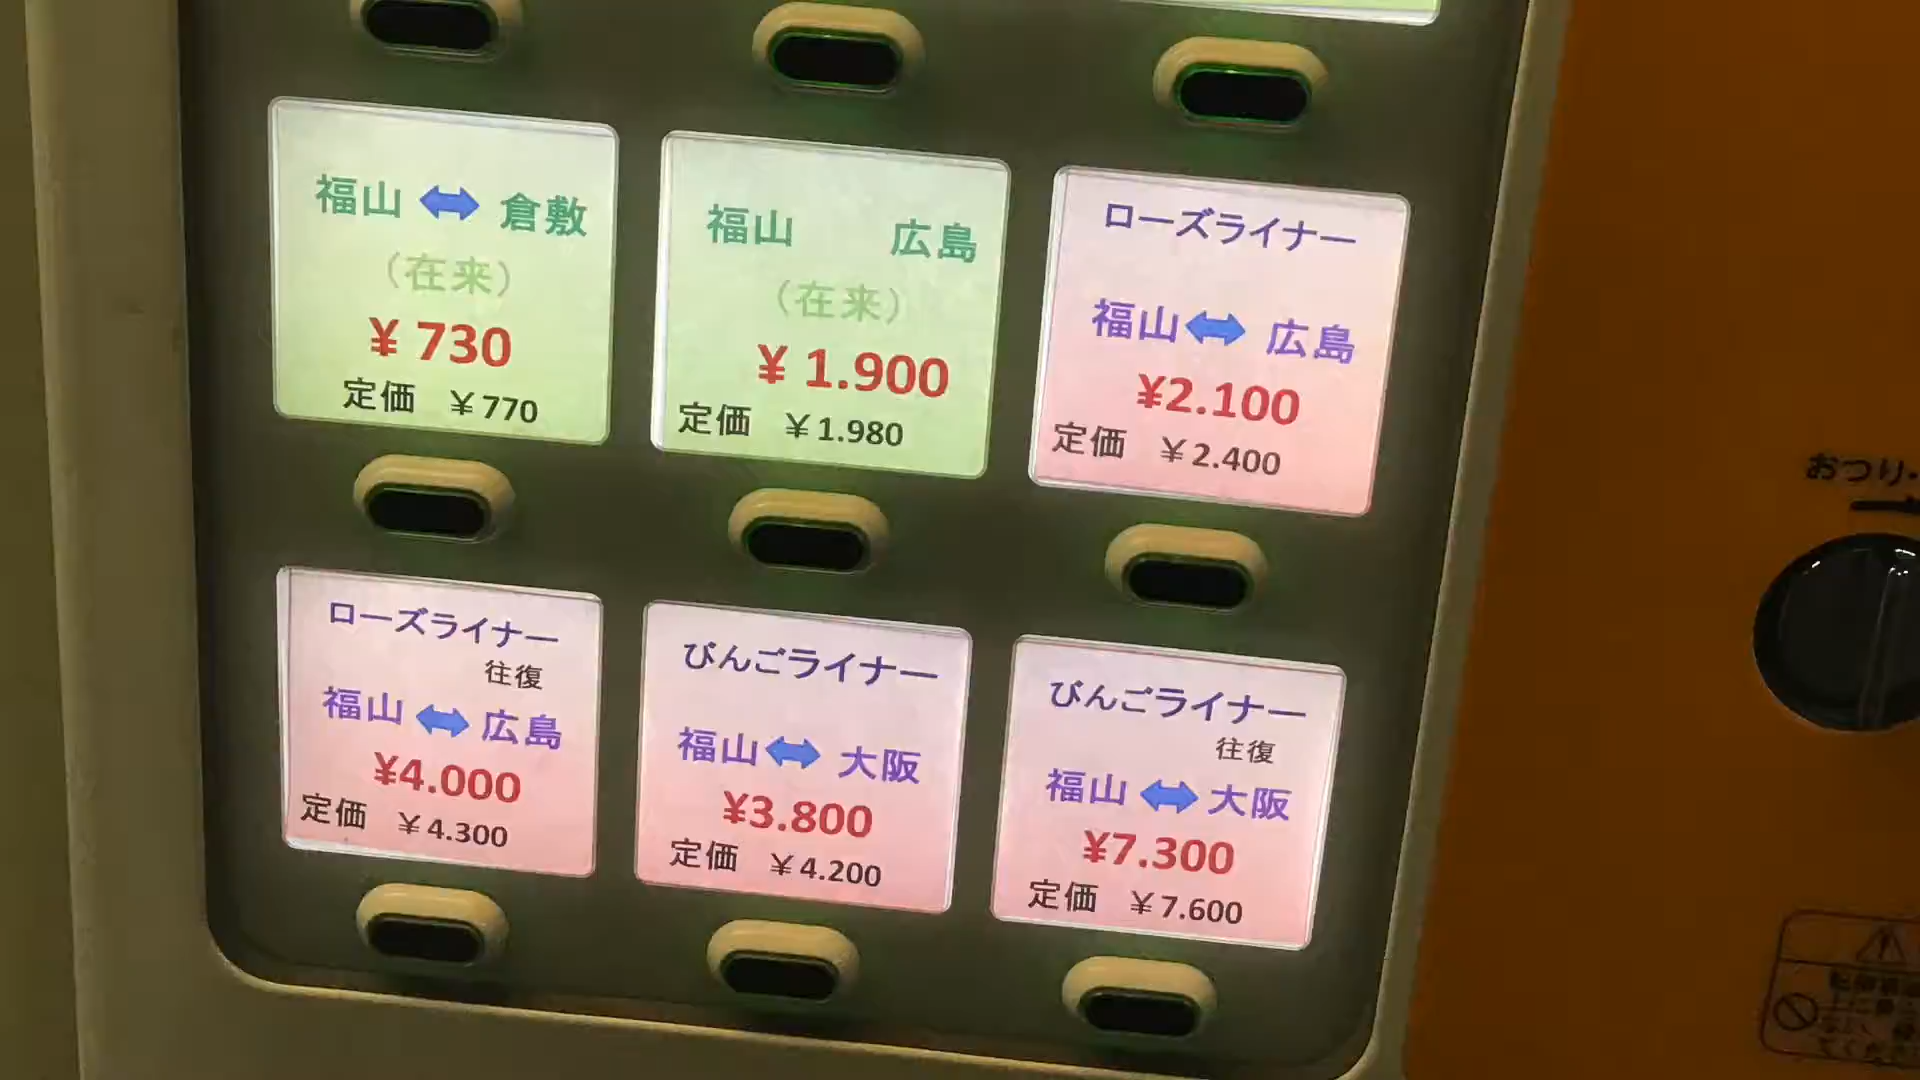 福山 ⇔ 倉敷
（在来）
¥ 730
定価 ¥770
福山 広島
（在来）
¥ 1.900
定価 ¥1.980
ローズライナー
福山 ⇔ 広島
¥2.100
定価 ¥2.400
ローズライナー
往復
福山 ⇔ 広島
¥4.000
定価 ¥4.300
びんごライナー
福山 ⇔ 大阪
¥3.800
定価 ¥4.200
びんごライナー
往復
福山 ⇔ 大阪
¥7.300
定価 ¥7.600
おつり・